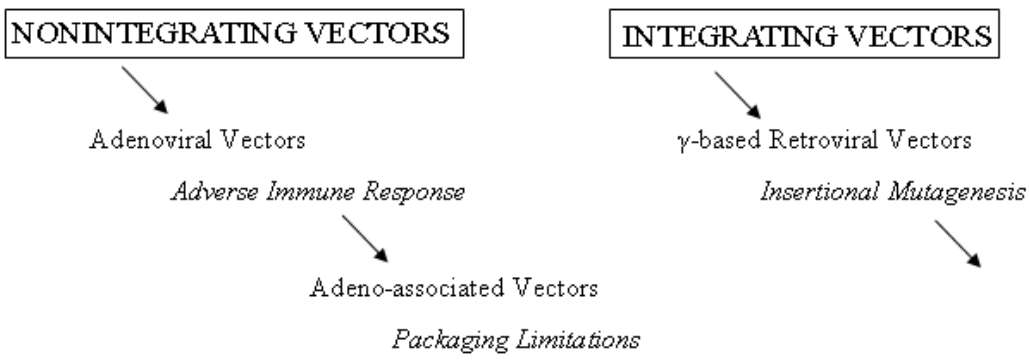 NONINTEGRATING VECTORS
Adenoviral Vectors
Adverse Immune Response
Adeno-associated Vectors
Packaging Limitations
INTEGRATING VECTORS
γ-based Retroviral Vectors
Insertional Mutagenesis